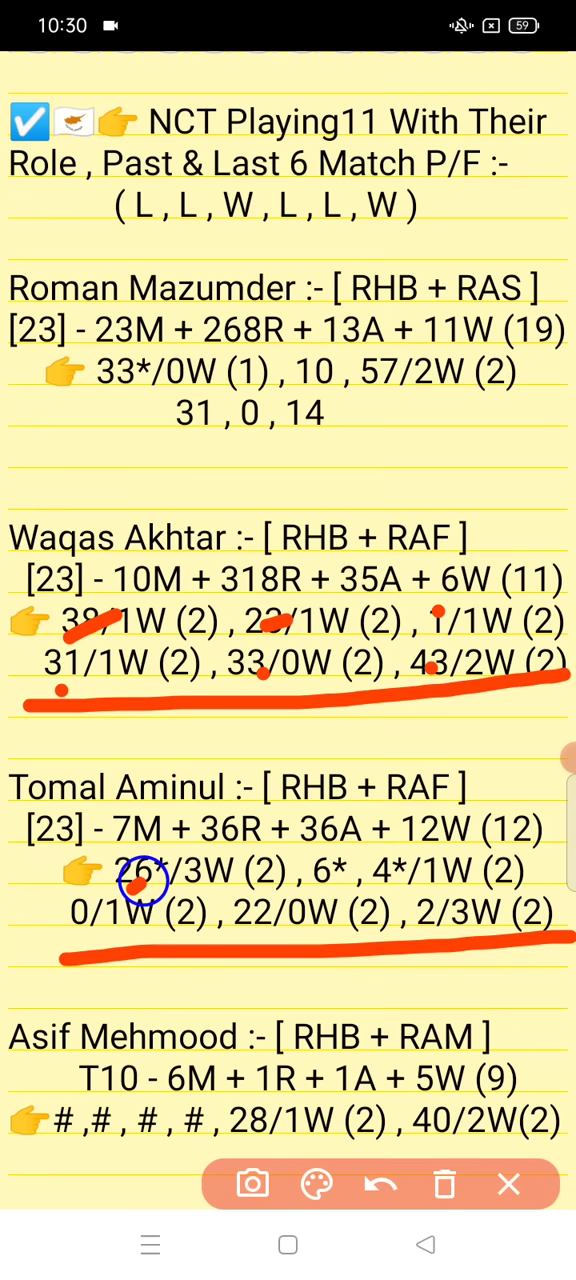 10:30
59
NCT Playing11 With Their
Role , Past & Last 6 Match P/F :-
( L , L , W , L , L , W )
Roman Mazumder :- [ RHB + RAS ]
[23] - 23M + 268R + 13A + 11W (19)
33*/0W (1) , 10 , 57/2W (2)
31 , 0 , 14
Waqas Akhtar :- [ RHB + RAF ]
[23] - 10M + 318R + 35A + 6W (11)
38/1W (2) , 23/1W (2) , 1/1W (2)
31/1W (2) , 33/0W (2) , 43/2W (2)
Tomal Aminul :- [ RHB + RAF ]
[23] - 7M + 36R + 36A + 12W (12)
26*/3W (2) , 6* , 4*/1W (2)
0/1W (2) , 22/0W (2) , 2/3W (2)
Asif Mehmood :- [ RHB + RAM ]
T10 - 6M + 1R + 1A + 5W (9)
# ,# , # , # , 28/1W (2) , 40/2W(2)